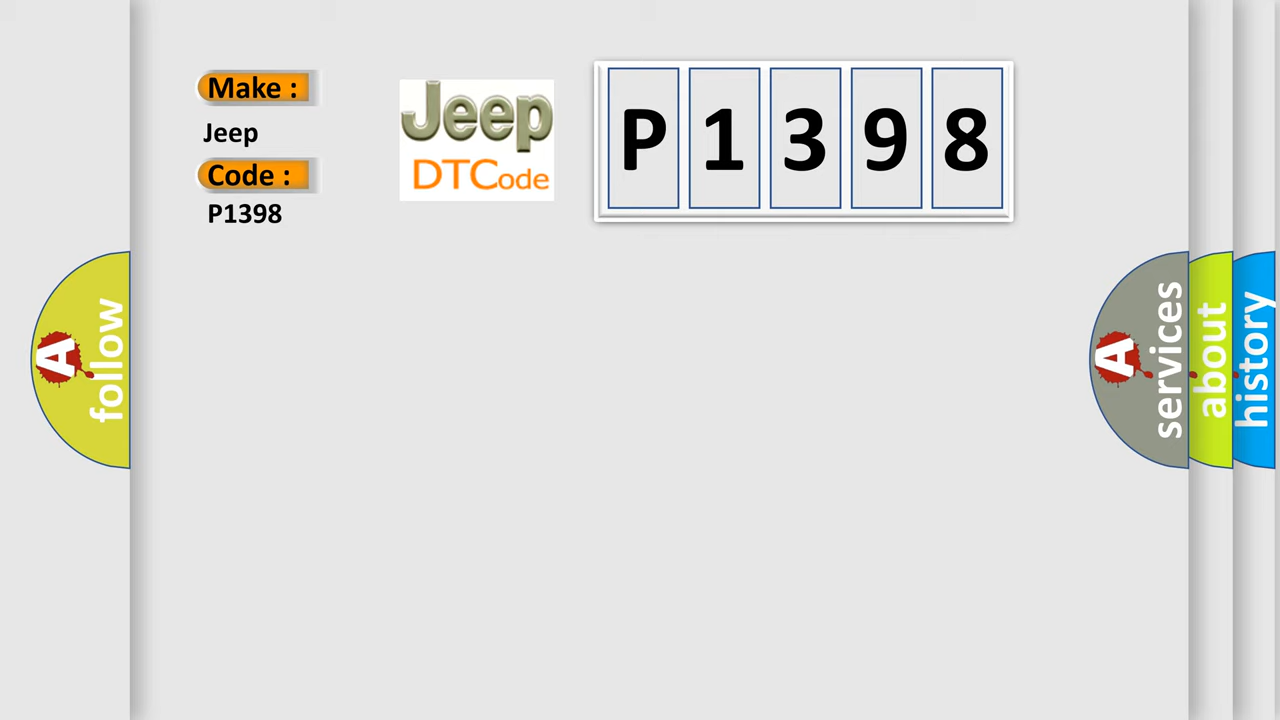 Make :
Jeep
Code :
P1398
Jeep
DTCode
P 1 3 9 8
A follow
A services
about
history